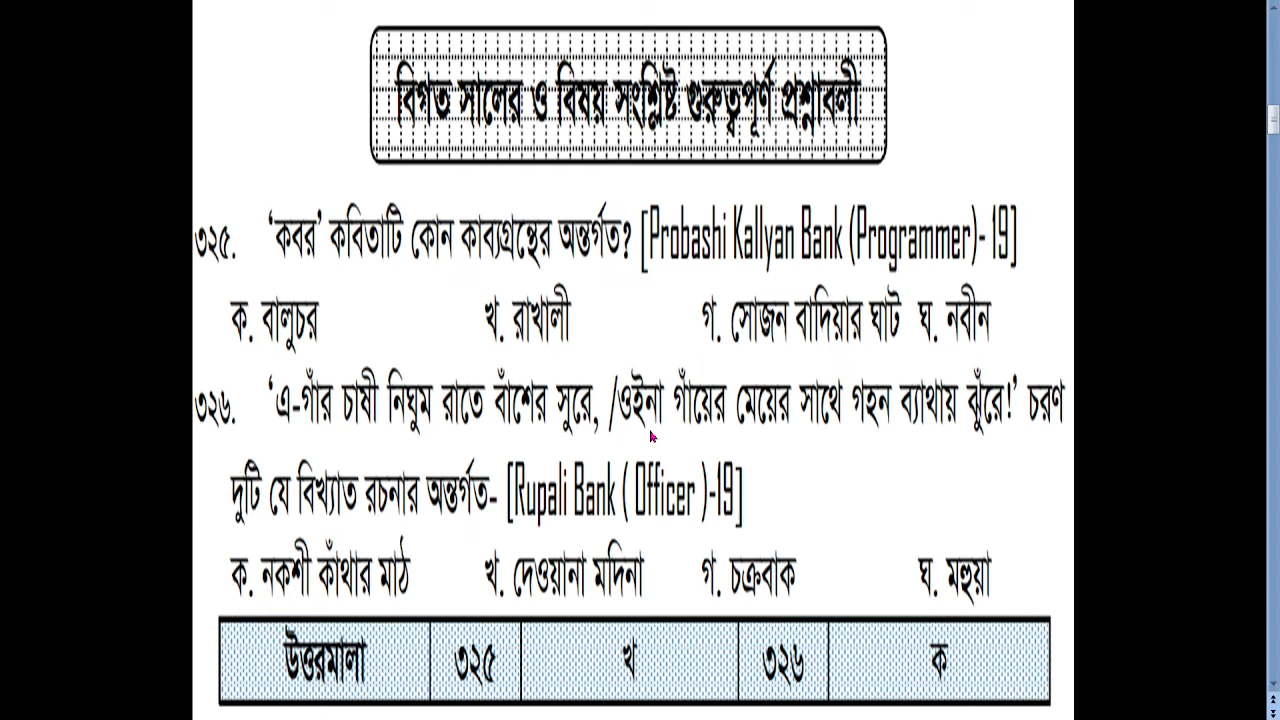 বিগত সালের ও বিষয় সংশ্লিষ্ট গুরুত্বপূর্ণ প্রশ্নাবলী
৩২৫. ‘কবর’ কবিতাটি কোন কাব্যগ্রন্থের অন্তর্গত? [Probashi Kallyan Bank (Programmer)- 19]
ক. বালুচর খ. রাখালী গ. সোজন বাদিয়ার ঘাট ঘ. নবীন
৩২৬. ‘এ-গাঁর চাষী নিঘুম রাতে বাঁশের সুরে, /ওইনা গাঁয়ের মেয়ের সাথে গহন ব্যাথায় ঝুঁরে!’ চরণ
দুটি যে বিখ্যাত রচনার অন্তর্গত- [Rupali Bank ( Officer )-19]
ক. নকশী কাঁথার মাঠ খ. দেওয়ানা মদিনা গ. চক্রবাক ঘ. মহুয়া
উত্তরমালা ৩২৫ খ ৩২৬ ক